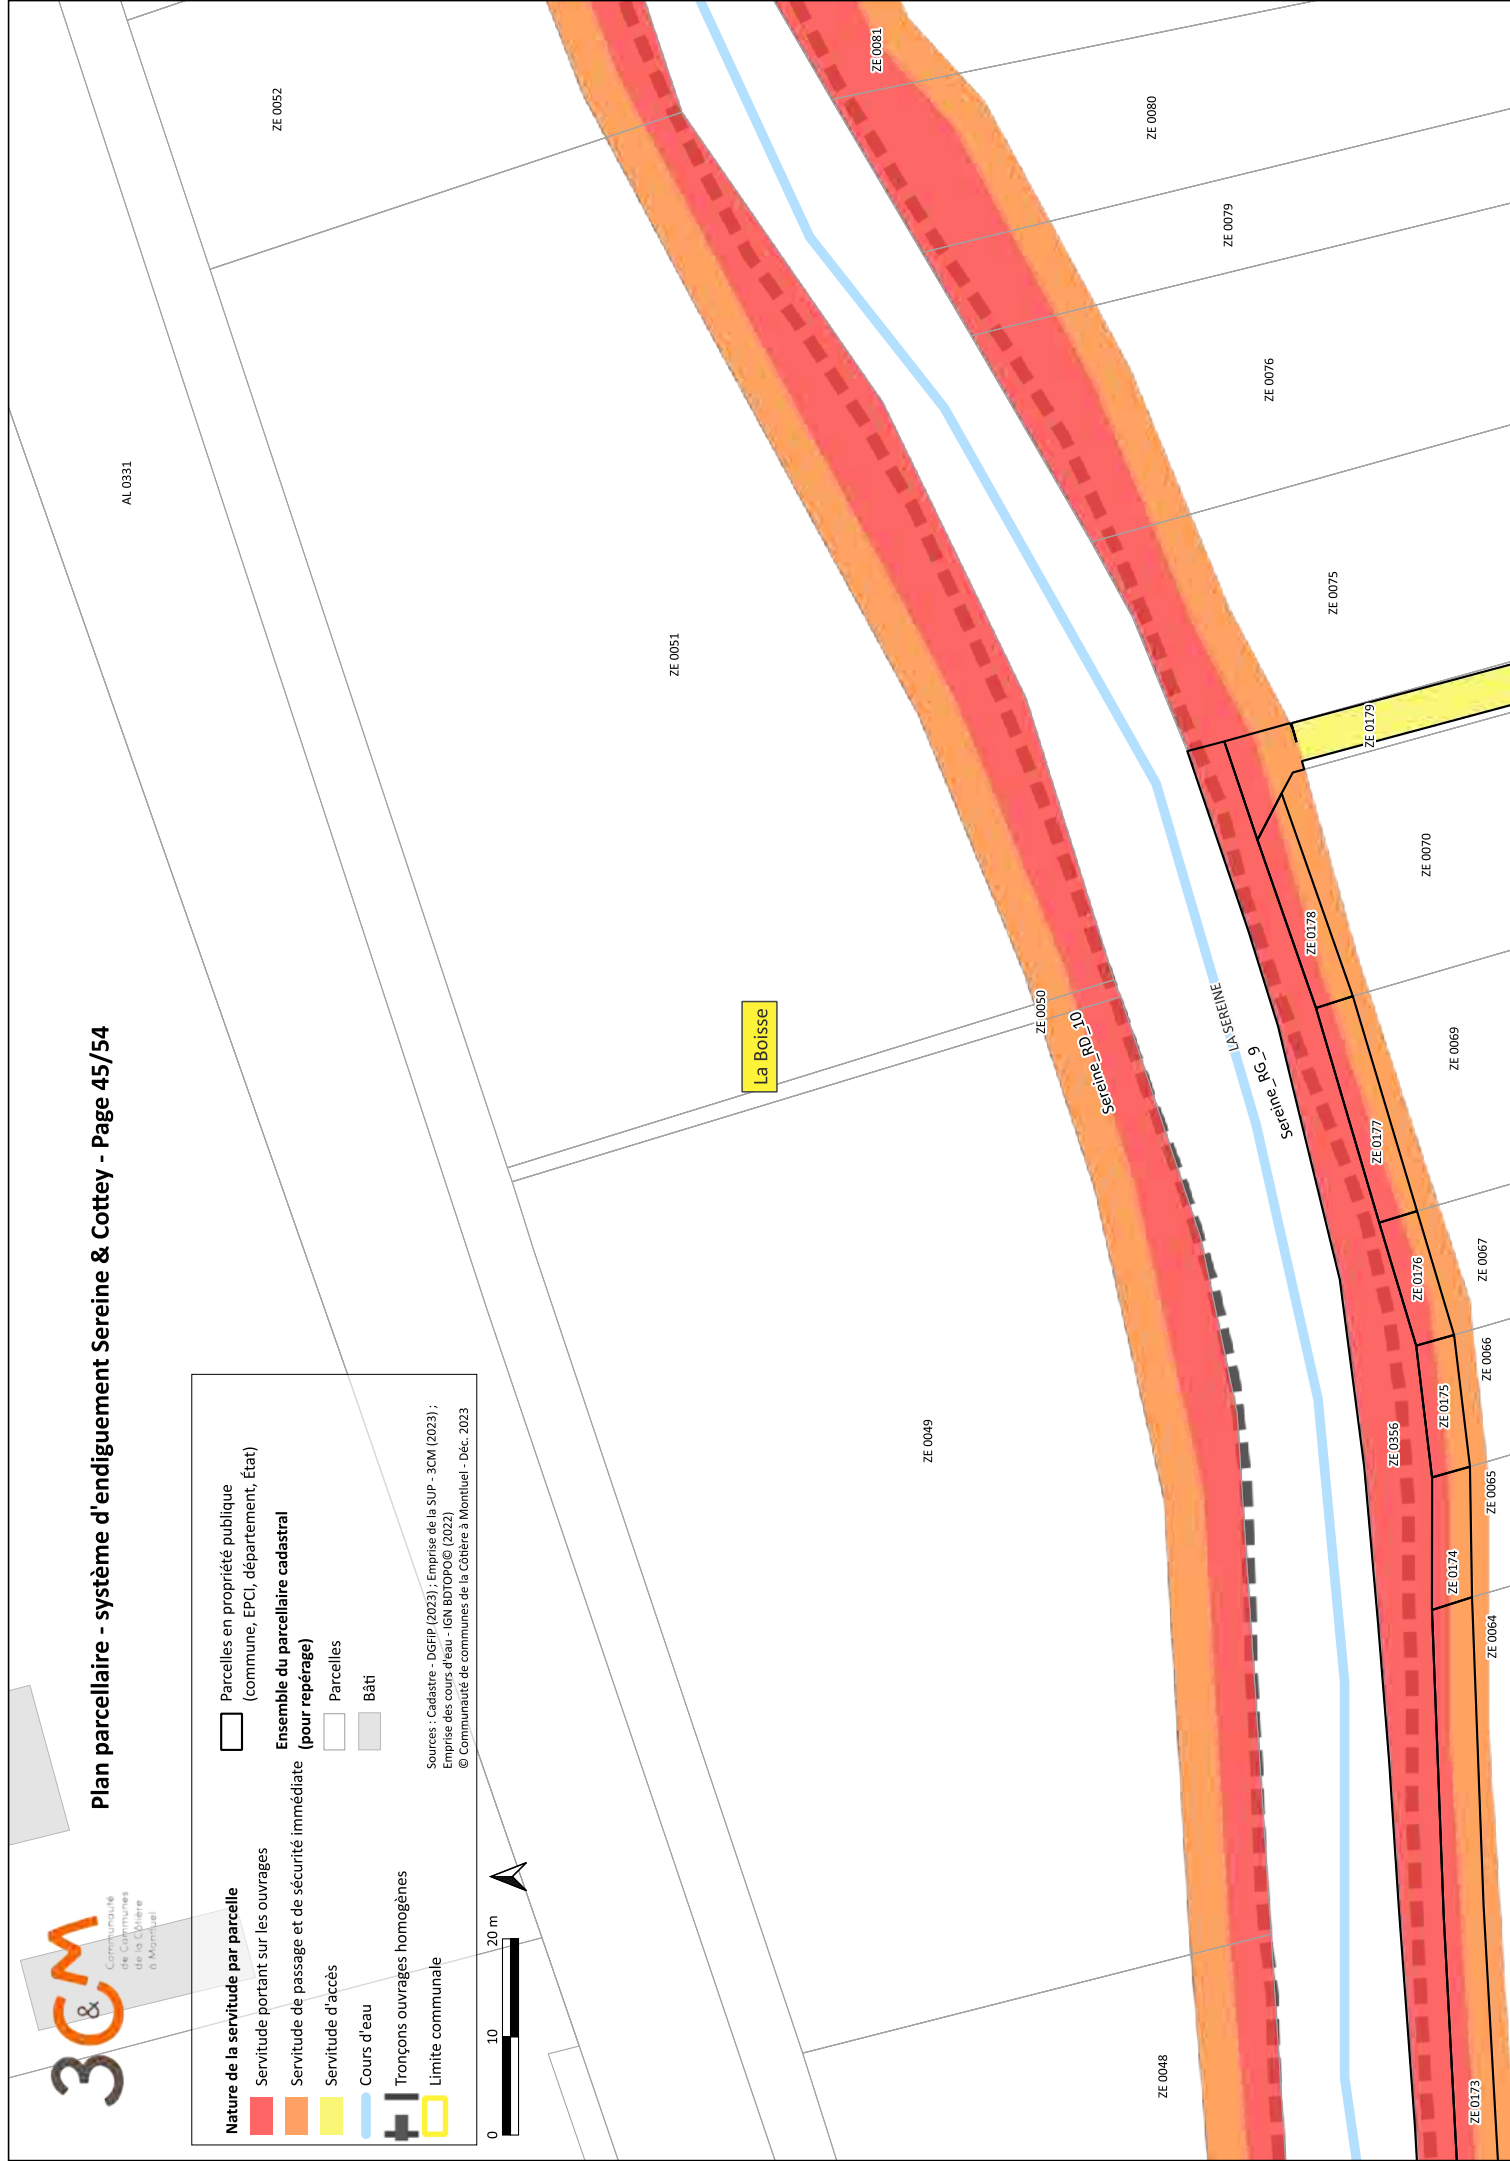 Plan parcellaire - système d'endiguement Sereine & Cottey - Page 45/54
3C&M
Communauté
de Communes
de la Côtière
à Montluel
Nature de la servitude par parcelle
Servitude portant sur les ouvrages
Servitude de passage et de sécurité immédiate
Servitude d'accès
Cours d'eau
Tronçons ouvrages homogènes
Limite communale
Parcelles en propriété publique
(commune, EPCI, département, État)
Ensemble du parcellaire cadastral
(pour repérage)
Parcelles
Bâti
Sources : Cadastre - DGFiP (2023) ; Emprise de la SUP - 3CM (2023) ;
Emprise des cours d'eau - IGN BDTOPO© (2022)
© Communauté de communes de la Côtière à Montluel - Déc. 2023
0 10 20 m
AL 0331
ZE 0052
ZE 0051
La Boisse
ZE 0050
ZE 0049
ZE 0048
Sereine_RD_10
LA SEREINE
Sereine_RG_9
ZE 0081
ZE 0080
ZE 0079
ZE 0076
ZE 0075
ZE 0179
ZE 0070
ZE 0178
ZE 0069
ZE 0177
ZE 0067
ZE 0176
ZE 0066
ZE 0175
ZE 0356
ZE 0065
ZE 0174
ZE 0064
ZE 0173